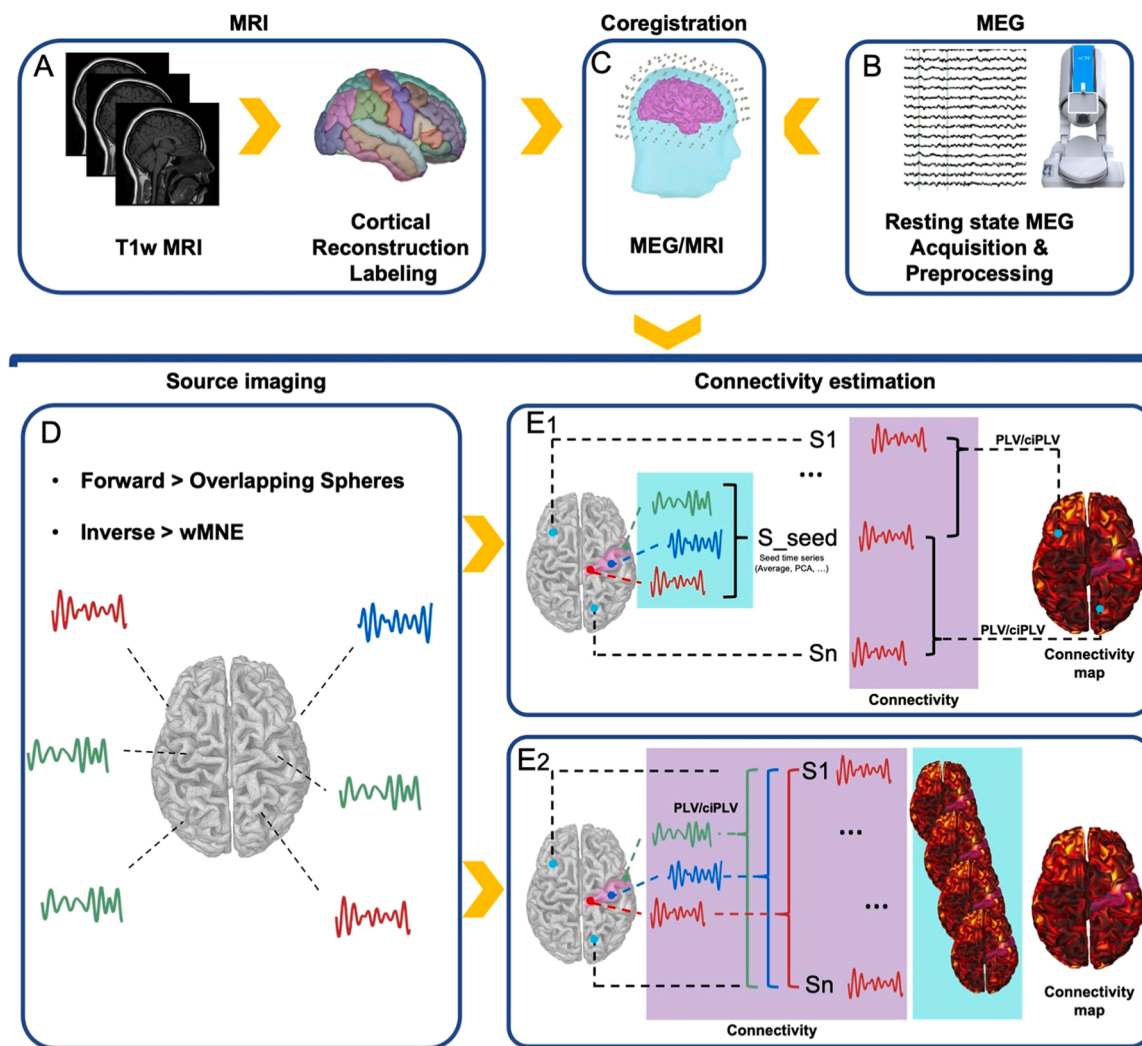 MRI
Coregistration
MEG
A
C
B
T1w MRI
Cortical
Reconstruction
Labeling
MEG/MRI
Resting state MEG
Acquisition &
Preprocessing
Source imaging
Connectivity estimation
D
• Forward > Overlapping Spheres
• Inverse > wMNE
E1
S1
PLV/ciPLV
...
S_seed
Seed time series
(Average, PCA, ...)
PLV/ciPLV
Sn
Connectivity
map
Connectivity
E2
S1
PLV/ciPLV
...
...
Sn
Connectivity
map
Connectivity